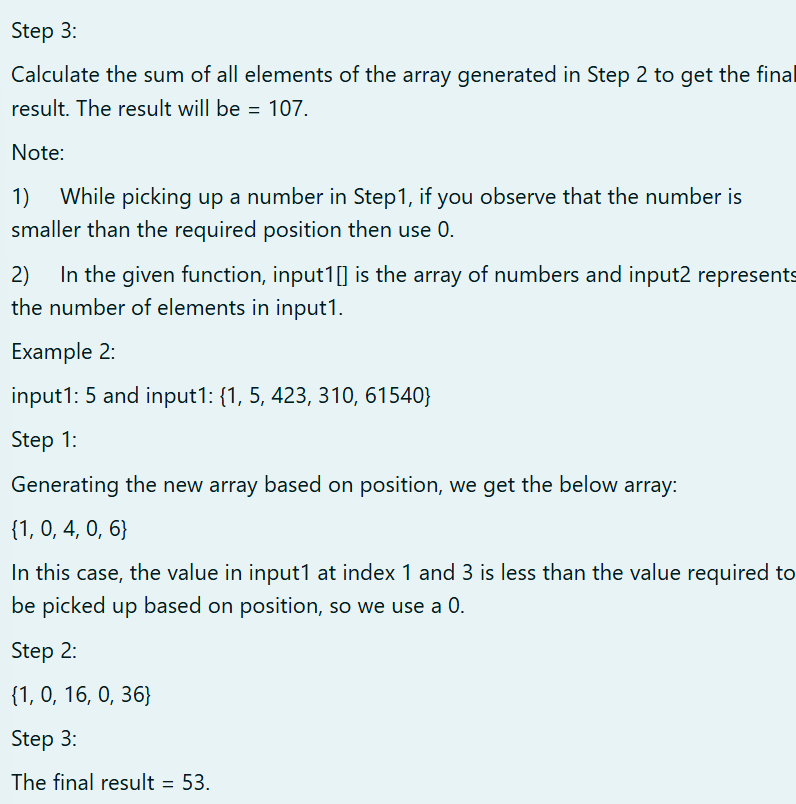 Step 3:
Calculate the sum of all elements of the array generated in Step 2 to get the final
result. The result will be = 107.
Note:
1) While picking up a number in Step1, if you observe that the number is
smaller than the required position then use 0.
2) In the given function, input1[] is the array of numbers and input2 represents
the number of elements in input1.
Example 2:
input1: 5 and input1: {1, 5, 423, 310, 61540}
Step 1:
Generating the new array based on position, we get the below array:
{1, 0, 4, 0, 6}
In this case, the value in input1 at index 1 and 3 is less than the value required to
be picked up based on position, so we use a 0.
Step 2:
{1, 0, 16, 0, 36}
Step 3:
The final result = 53.